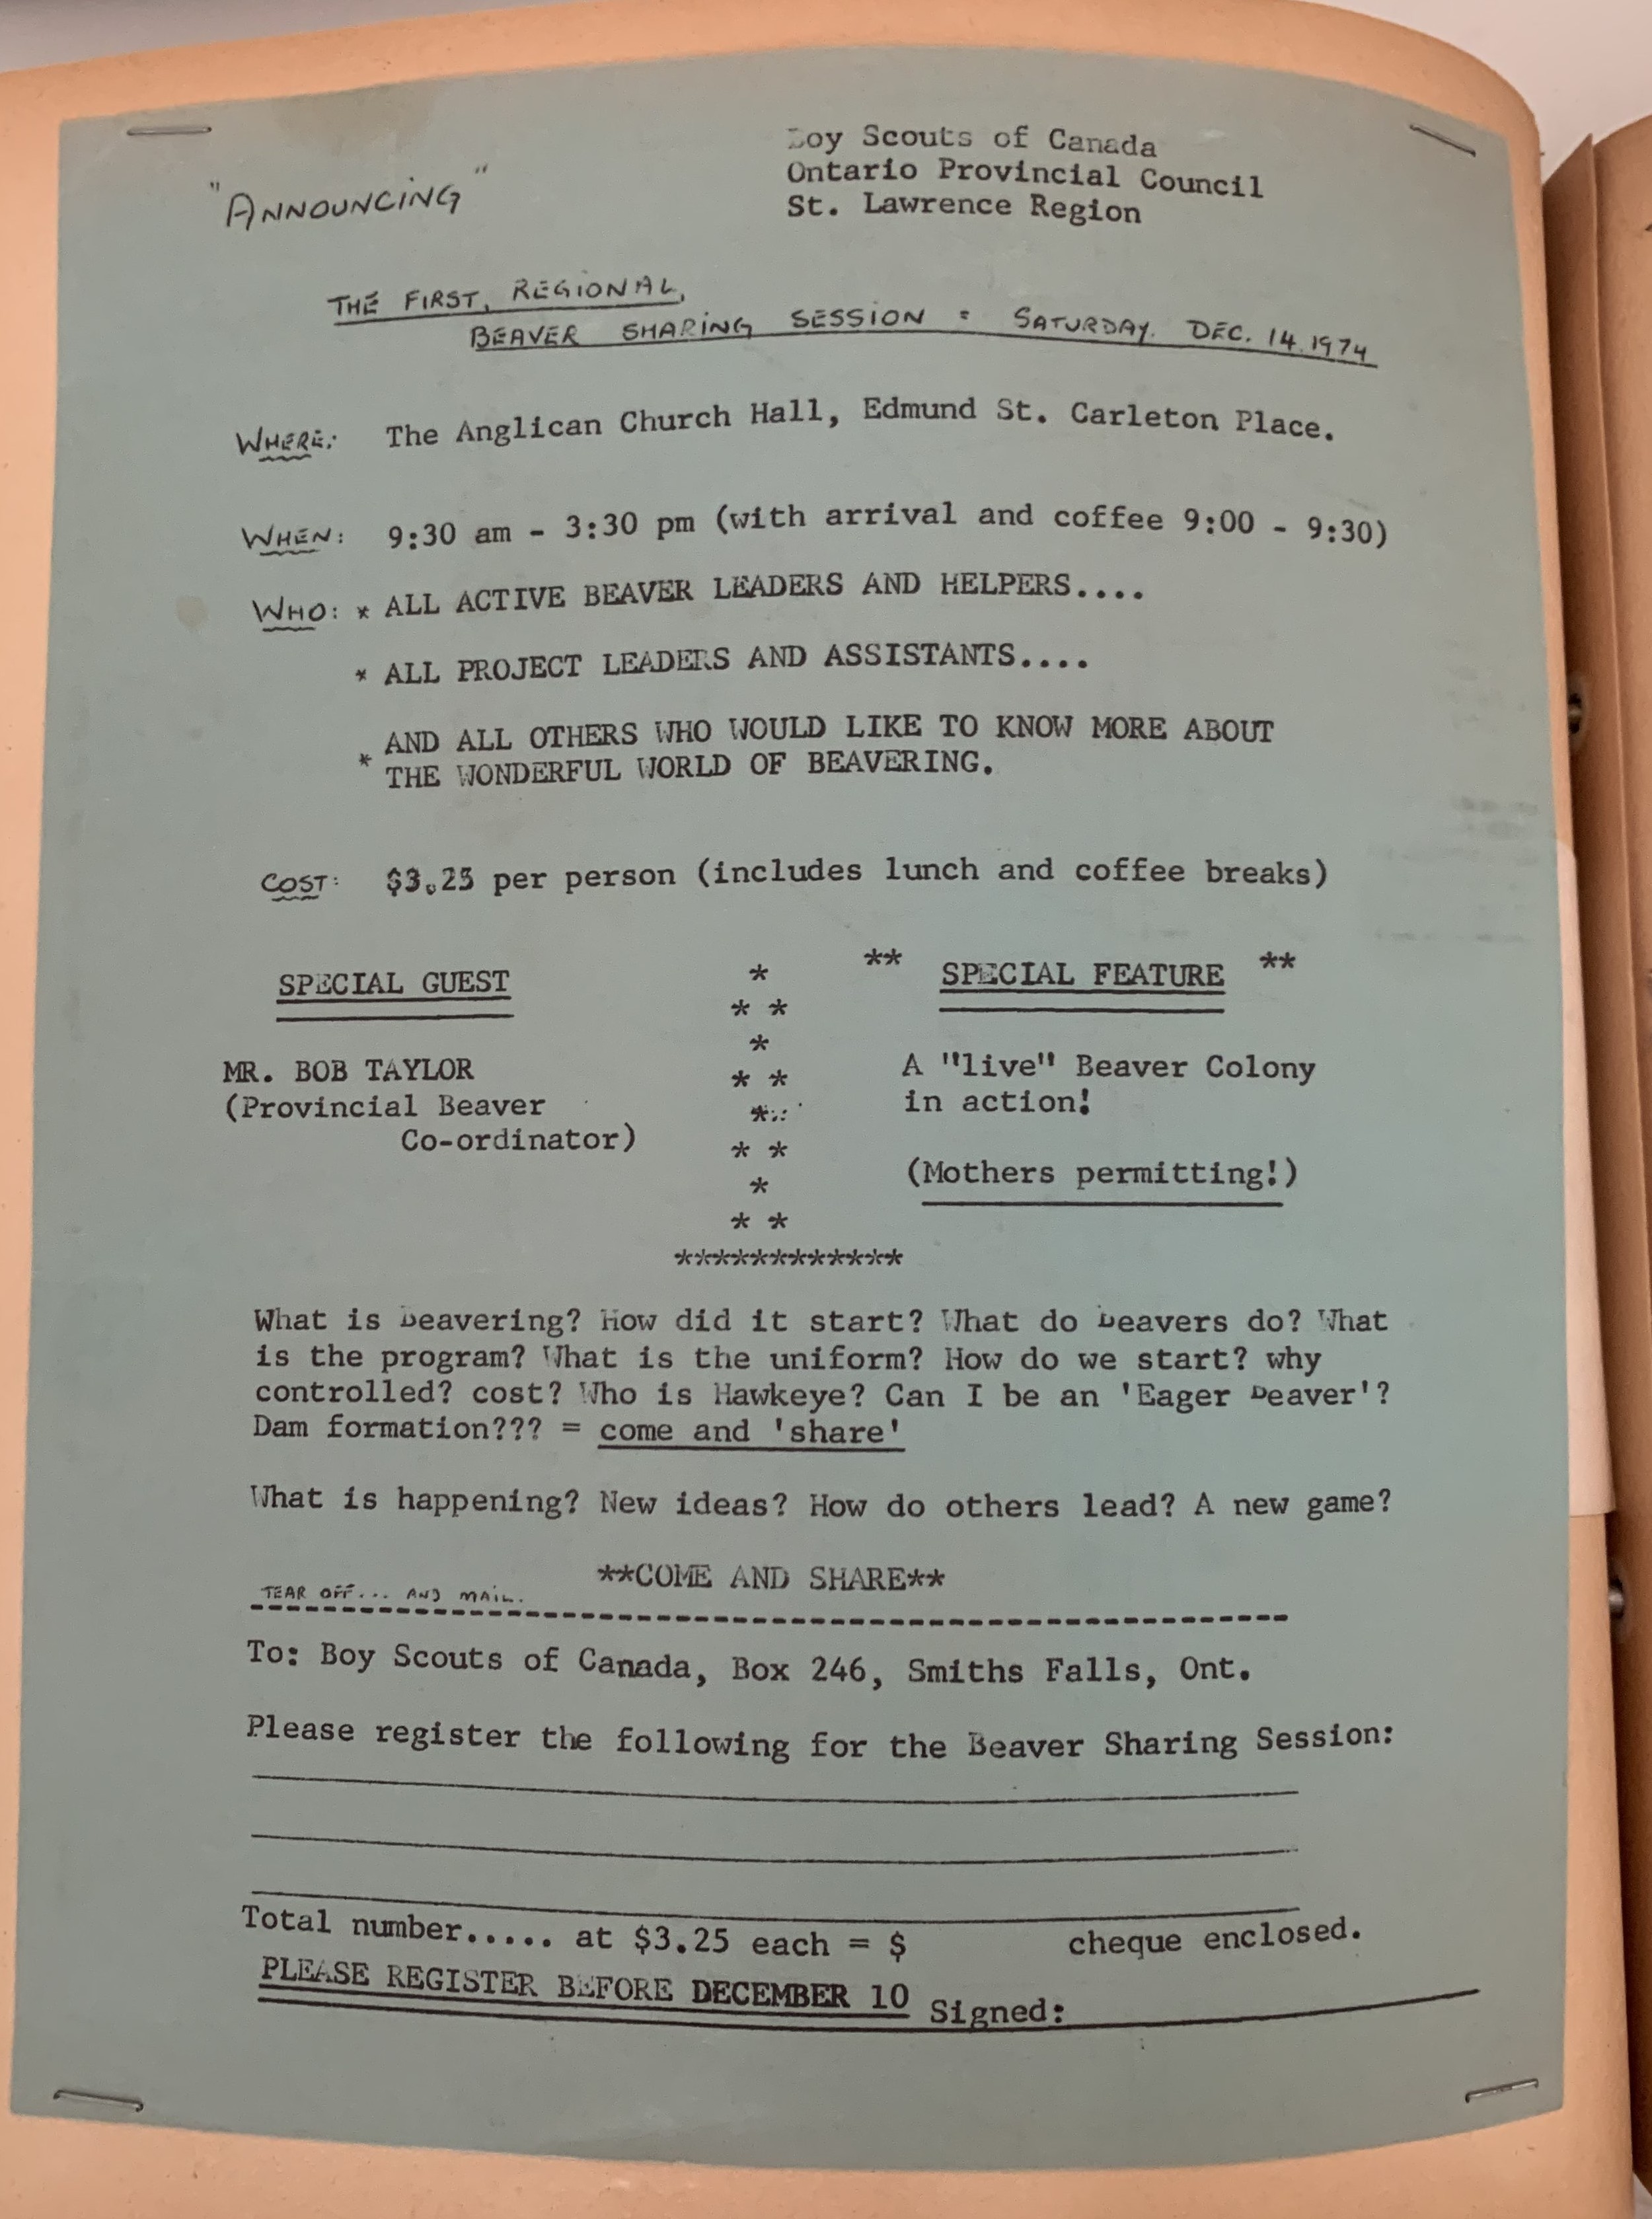 "ANNOUNCING"
Boy Scouts of Canada
Ontario Provincial Council
St. Lawrence Region
THE FIRST, REGIONAL,
BEAVER SHARING SESSION = SATURDAY. DEC. 14.1974
WHERE: The Anglican Church Hall, Edmund St. Carleton Place.
WHEN: 9:30 am - 3:30 pm (with arrival and coffee 9:00 - 9:30)
WHO: * ALL ACTIVE BEAVER LEADERS AND HELPERS....
* ALL PROJECT LEADERS AND ASSISTANTS....
* AND ALL OTHERS WHO WOULD LIKE TO KNOW MORE ABOUT
THE WONDERFUL WORLD OF BEAVERING.
COST: $3.25 per person (includes lunch and coffee breaks)
SPECIAL GUEST
MR. BOB TAYLOR
(Provincial Beaver
Co-ordinator)
*
* *
*
* *
*
* *
*
* *
** SPECIAL FEATURE **
A "live" Beaver Colony
in action!
(Mothers permitting!)
************
What is Beavering? How did it start? What do Beavers do? What
is the program? What is the uniform? How do we start? why
controlled? cost? Who is Hawkeye? Can I be an 'Eager Beaver'?
Dam formation??? = come and 'share'
What is happening? New ideas? How do others lead? A new game?
**COME AND SHARE**
TEAR OFF... AND MAIL.
To: Boy Scouts of Canada, Box 246, Smiths Falls, Ont.
Please register the following for the Beaver Sharing Session:
Total number..... at $3.25 each = $ cheque enclosed.
PLEASE REGISTER BEFORE DECEMBER 10 Signed: